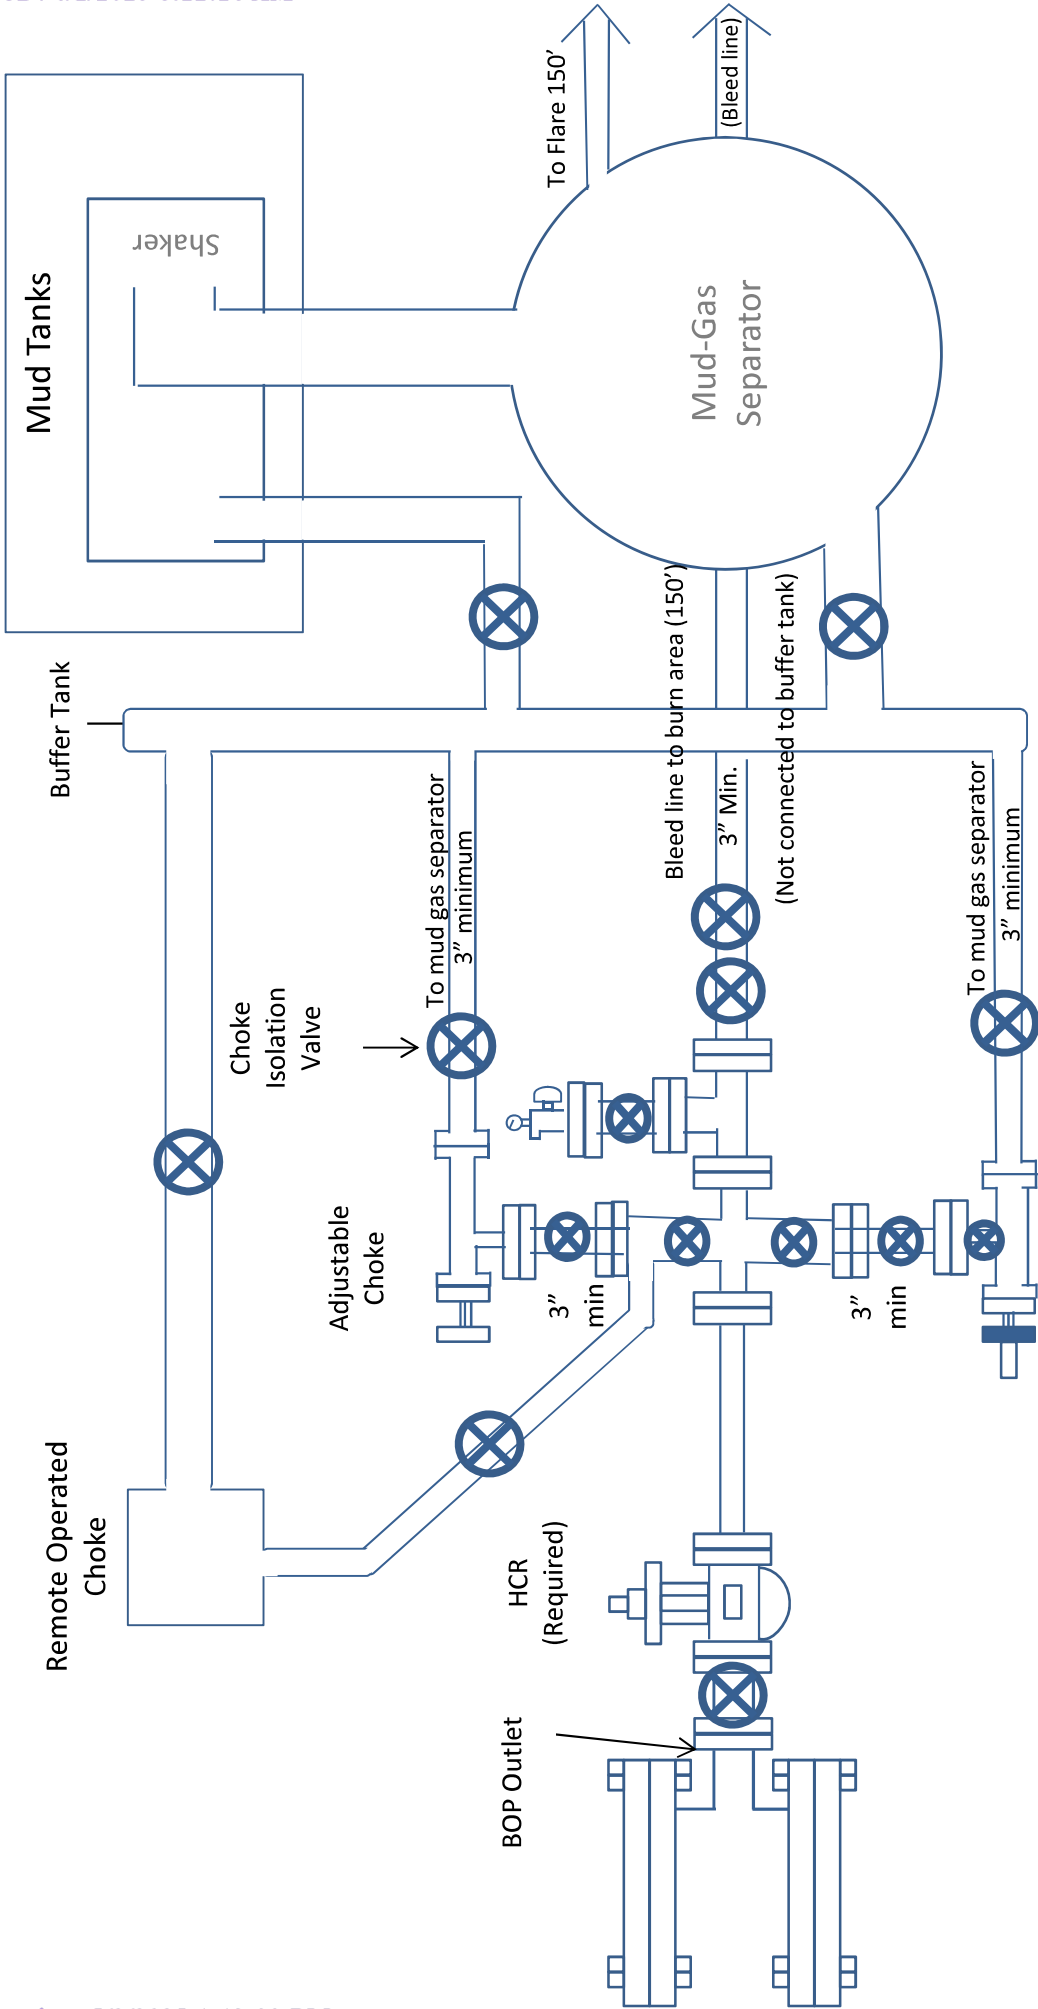 Mud Tanks
Shaker
To Flare 150’
(Bleed line)
Mud-Gas
Separator
Buffer Tank
Bleed line to burn area (150’)
3” Min.
(Not connected to buffer tank)
To mud gas separator
3” minimum
To mud gas separator
3” minimum
Choke
Isolation
Valve
Adjustable
Choke
3”
min
3”
min
Remote Operated
Choke
HCR
(Required)
BOP Outlet